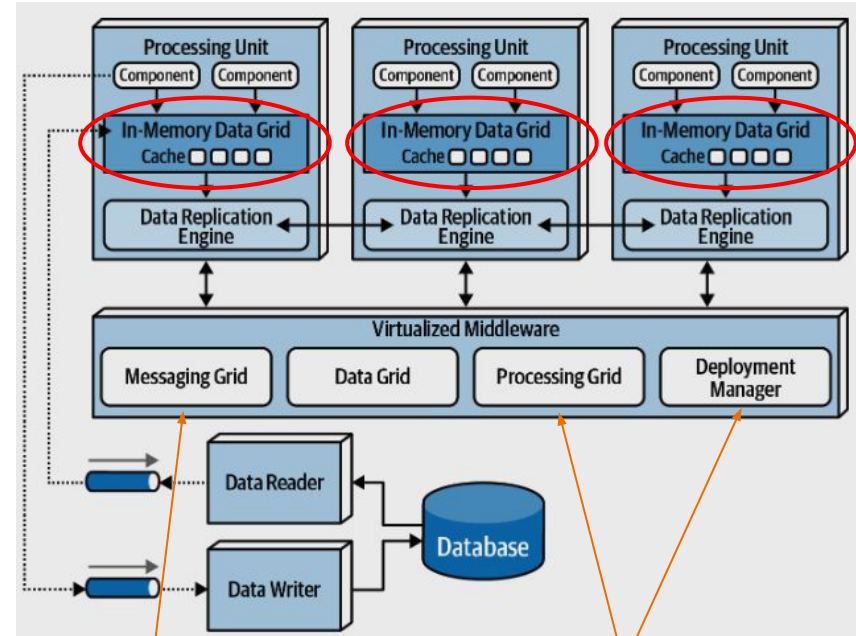 Processing Unit
Component Component
In-Memory Data Grid
Cache
Data Replication
Engine
Processing Unit
Component Component
In-Memory Data Grid
Cache
Data Replication
Engine
Processing Unit
Component Component
In-Memory Data Grid
Cache
Data Replication
Engine
Virtualized Middleware
Messaging Grid
Data Grid
Processing Grid
Deployment
Manager
Data Reader
Database
Data Writer